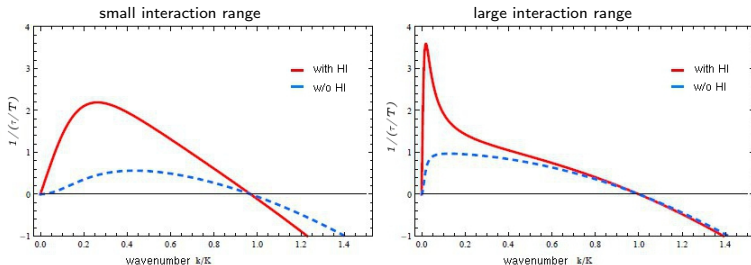 small interaction range
large interaction range
4
3
2
1
0
−1
1/(τ/T)
with HI
w/o HI
0.0 0.2 0.4 0.6 0.8 1.0 1.2 1.4
wavenumber k/K
4
3
2
1
0
−1
1/(τ/T)
with HI
w/o HI
0.0 0.2 0.4 0.6 0.8 1.0 1.2 1.4
wavenumber k/K